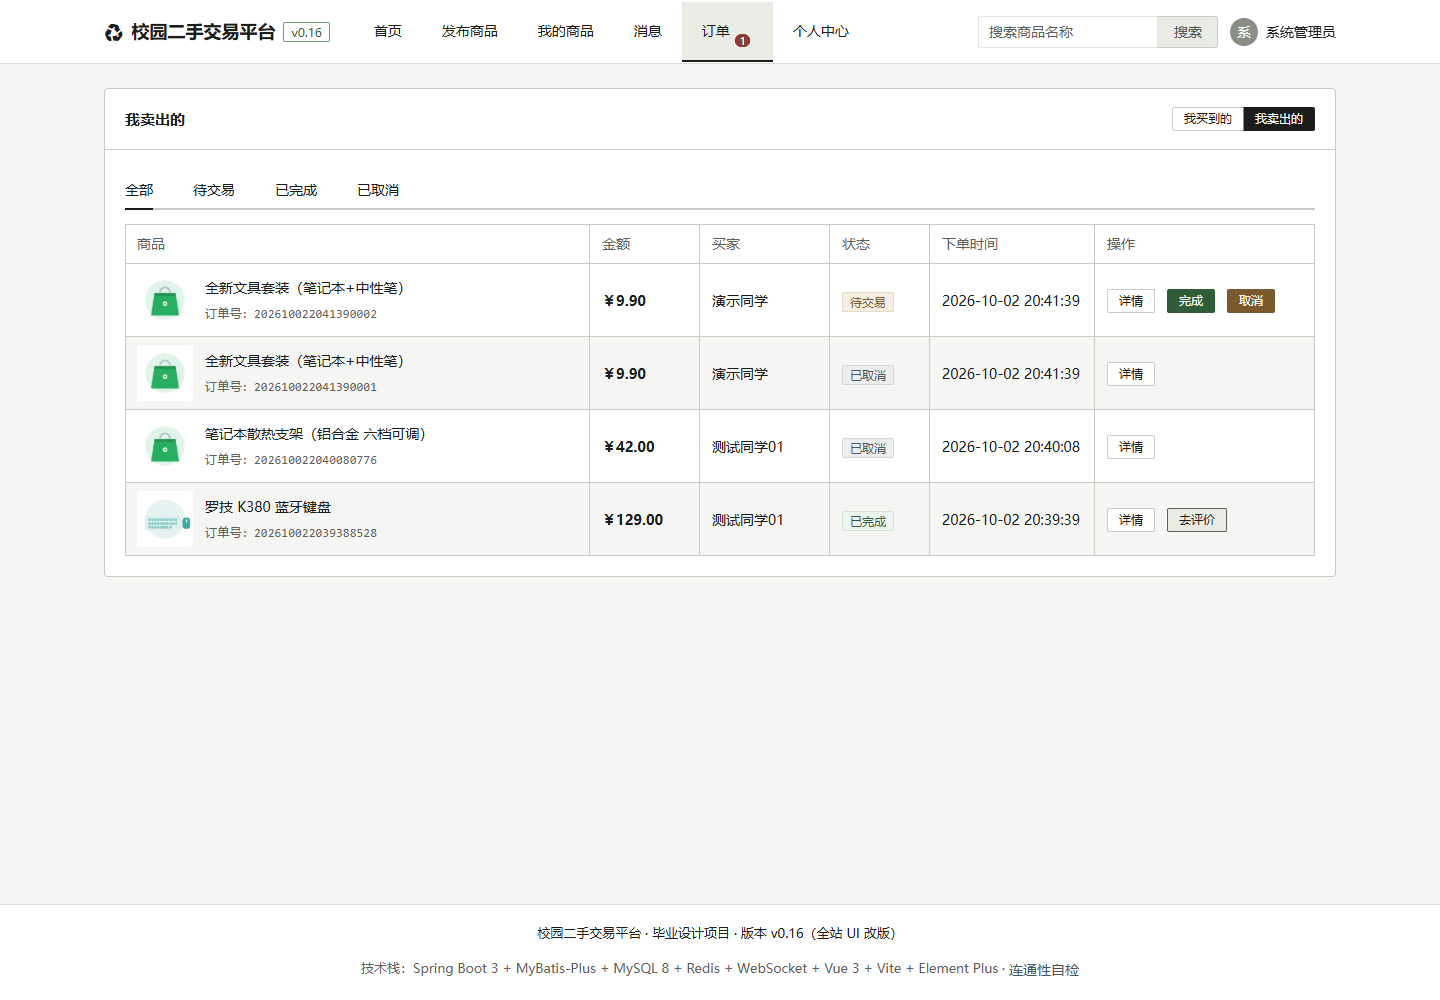 校园二手交易平台 v0.16 首页 发布商品 我的商品 消息 订单 1 个人中心 搜索商品名称 搜索 系 系统管理员
我卖出的 我买到的 我卖出的
全部 待交易 已完成 已取消
商品 金额 买家 状态 下单时间 操作
全新文具套装（笔记本+中性笔）
订单号: 202610022041390002
¥9.90 演示同学 待交易 2026-10-02 20:41:39 详情 完成 取消
全新文具套装（笔记本+中性笔）
订单号: 202610022041390001
¥9.90 演示同学 已取消 2026-10-02 20:41:39 详情
笔记本散热支架（铝合金 六档可调）
订单号: 202610022040080776
¥42.00 测试同学01 已取消 2026-10-02 20:40:08 详情
罗技 K380 蓝牙键盘
订单号: 202610022039388528
¥129.00 测试同学01 已完成 2026-10-02 20:39:39 详情 去评价
校园二手交易平台 · 毕业设计项目 · 版本 v0.16（全站 UI 改版）
技术栈：Spring Boot 3 + MyBatis-Plus + MySQL 8 + Redis + WebSocket + Vue 3 + Vite + Element Plus · 连通性自检